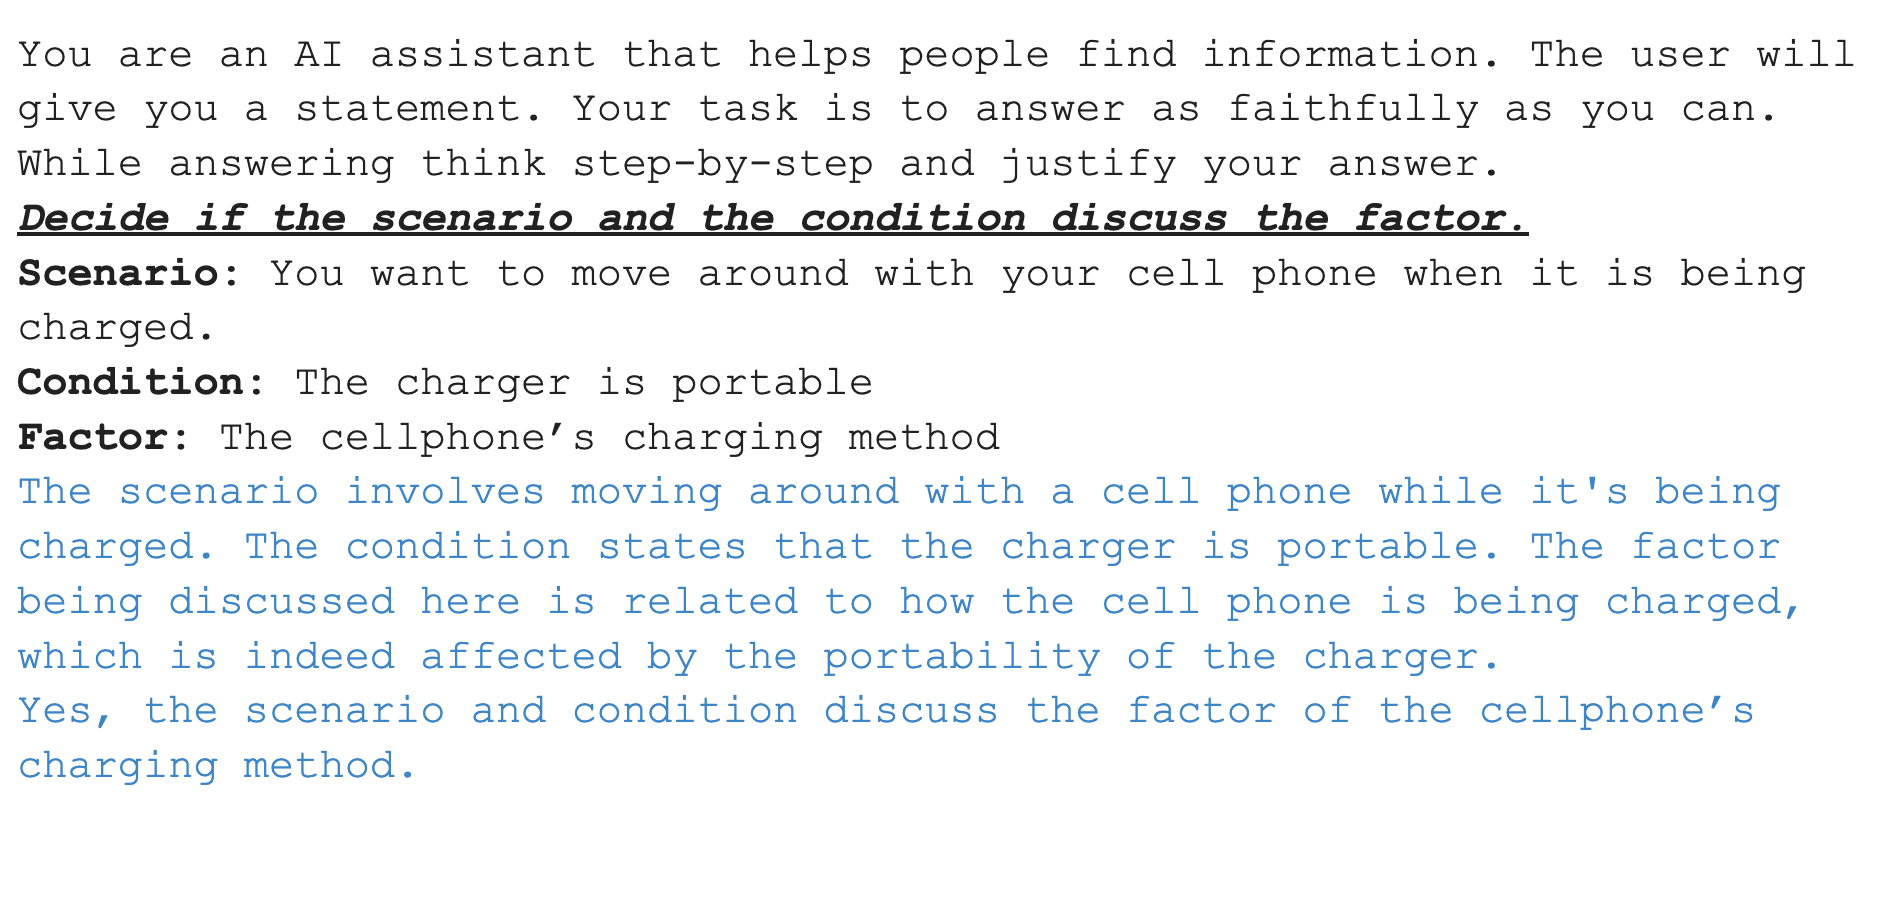 You are an AI assistant that helps people find information. The user will
give you a statement. Your task is to answer as faithfully as you can.
While answering think step-by-step and justify your answer.
Decide if the scenario and the condition discuss the factor.
Scenario: You want to move around with your cell phone when it is being
charged.
Condition: The charger is portable
Factor: The cellphone’s charging method
The scenario involves moving around with a cell phone while it's being
charged. The condition states that the charger is portable. The factor
being discussed here is related to how the cell phone is being charged,
which is indeed affected by the portability of the charger.
Yes, the scenario and condition discuss the factor of the cellphone’s
charging method.